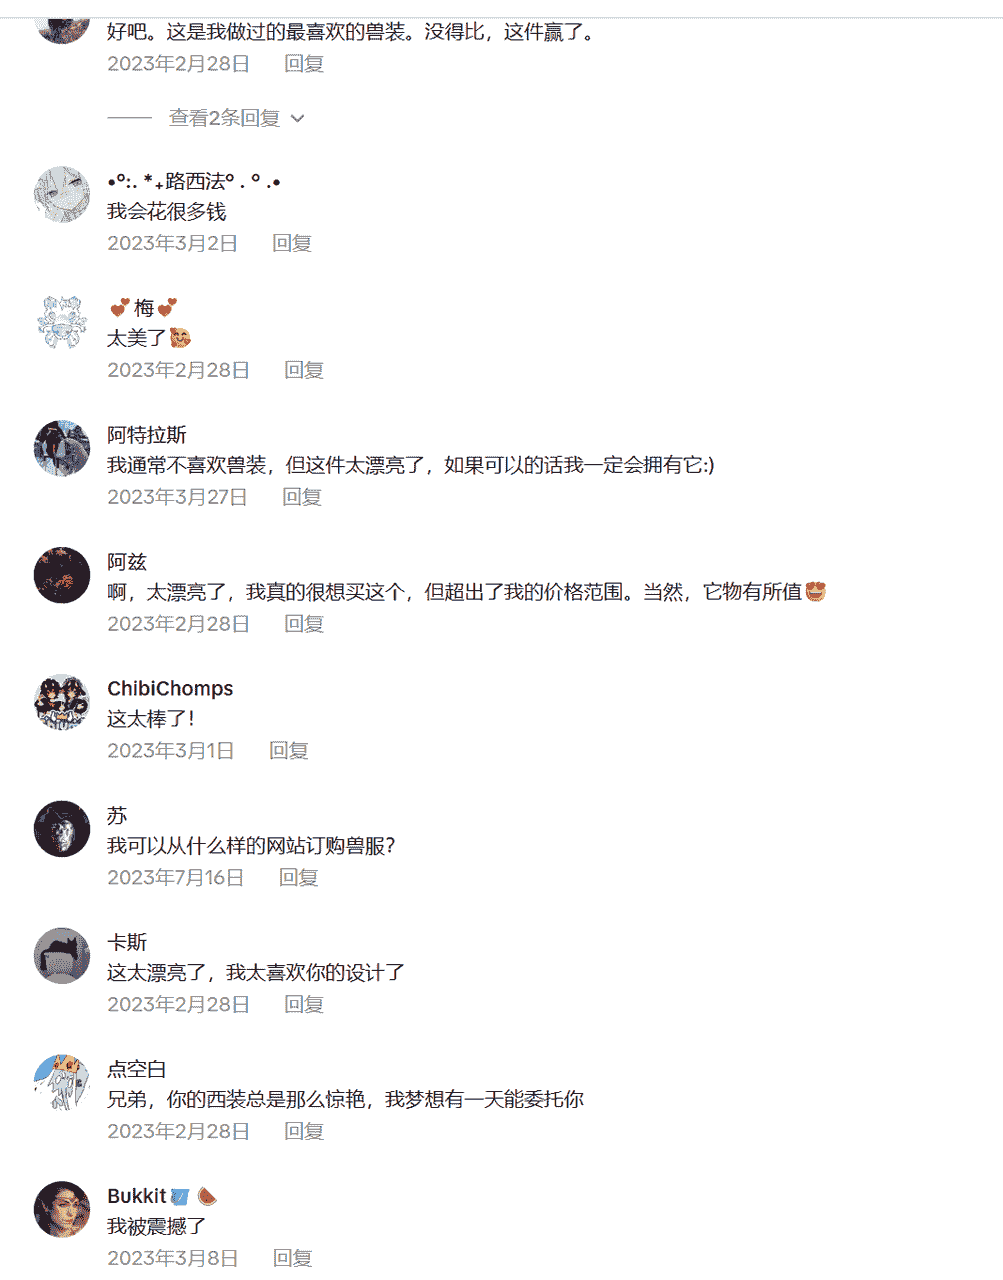 好吧。这是我做过的最喜欢的兽装。没得比，这件赢了。
2023年2月28日 回复
查看2条回复
•°:. *₊路西法° . ° .•
我会花很多钱
2023年3月2日 回复
💕梅💕
太美了🥰
2023年2月28日 回复
阿特拉斯
我通常不喜欢兽装，但这件太漂亮了，如果可以的话我一定会拥有它:)
2023年3月27日 回复
阿兹
啊，太漂亮了，我真的很想买这个，但超出了我的价格范围。当然，它物有所值😍
2023年2月28日 回复
ChibiChomps
这太棒了！
2023年3月1日 回复
苏
我可以从什么样的网站订购兽服？
2023年7月16日 回复
卡斯
这太漂亮了，我太喜欢你的设计了
2023年2月28日 回复
点空白
兄弟，你的西装总是那么惊艳，我梦想有一天能委托你
2023年2月28日 回复
Bukkit🫗🍉
我被震撼了
2023年3月8日 回复